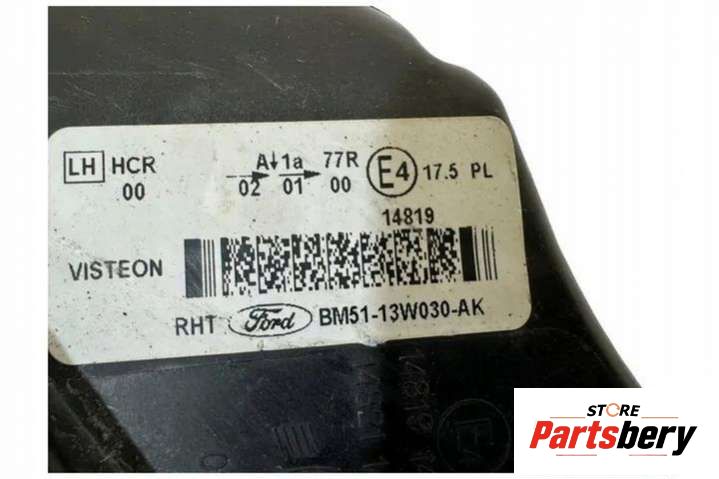 LH HCR A↓1a 77R E4 17.5 PL
00 02 01 00
14819
VISTEON
RHT Ford BM51-13W030-AK
14819
STORE
Partsbery